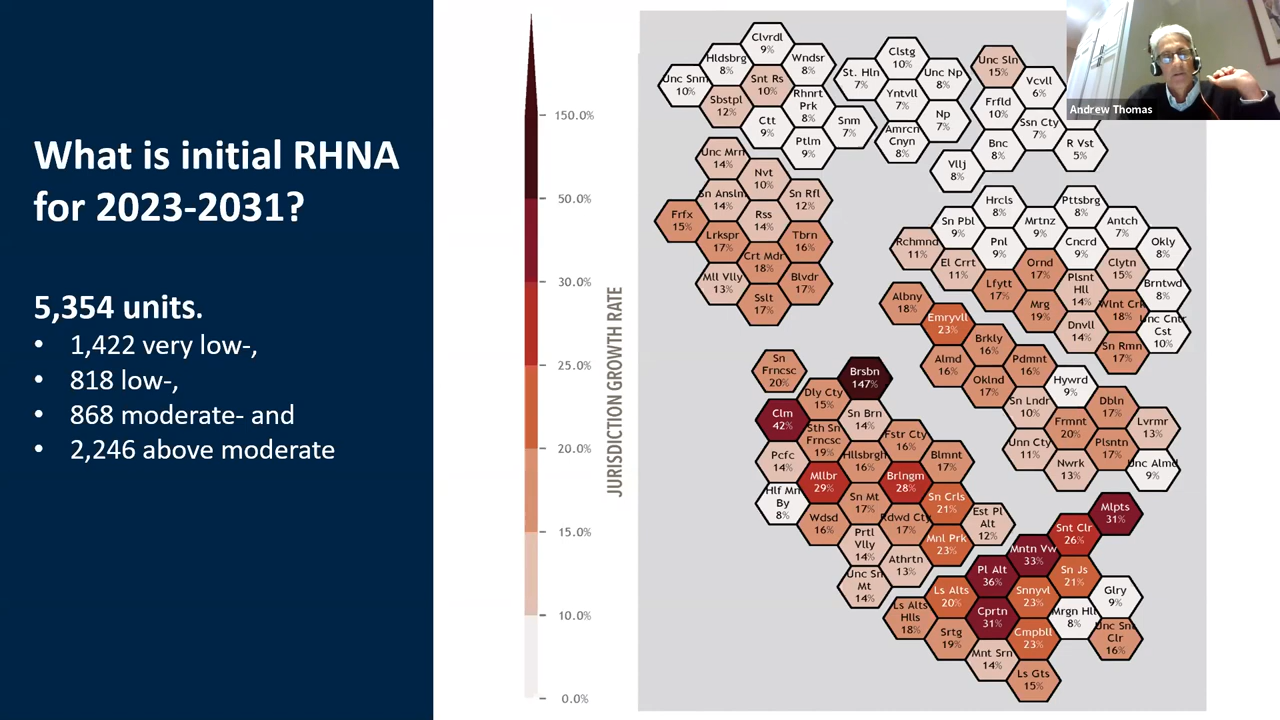 What is initial RHNA
for 2023-2031?
5,354 units.
• 1,422 very low-,
• 818 low-,
• 868 moderate- and
• 2,246 above moderate
JURISDICTION GROWTH RATE
150.0%
50.0%
30.0%
25.0%
20.0%
15.0%
10.0%
0.0%
Clvrdl
9%
Hldsbrg
8%
Wndsr
8%
Unc Snm
10%
Snt Rs
10%
Sbstpl
12%
Rhnrt
Prk
8%
Ctt
9%
Snm
7%
Ptlm
9%
Clstg
10%
St. Hln
7%
Unc Np
8%
Yntvll
7%
Np
7%
Amrcn
Cnyn
8%
Unc Sln
15%
Vcvll
6%
Frfld
10%
Ssn Cty
7%
Bnc
8%
R Vst
5%
Vllj
8%
Unc Mrn
14%
Nvt
10%
Sn Anslm
14%
Sn Rfl
12%
Frfx
15%
Rss
14%
Lrkspr
17%
Tbrn
16%
Crt Mdr
18%
Mll Vlly
13%
Blvdr
17%
Sslt
17%
Hrcls
8%
Pttsbrg
8%
Sn Pbl
9%
Mrtnz
9%
Antch
7%
Rchmnd
11%
Pnl
9%
Cncrd
9%
Okly
8%
El Crrt
11%
Ornd
17%
Clytn
15%
Lfytt
17%
Plsnt
Hll
14%
Brntwd
8%
Mrg
19%
Wlnt Crk
18%
Dnvll
14%
Unc Cntr
Cst
10%
Sn Rmn
17%
Albny
18%
Emryvll
23%
Brkly
16%
Almd
16%
Pdmnt
16%
Oklnd
17%
Hywrd
9%
Sn Lndr
10%
Dbln
17%
Frmnt
20%
Lvrmr
13%
Unn Cty
11%
Plsntn
17%
Nwrk
13%
Unc Almd
9%
Sn
Frncsc
20%
Brsbn
147%
Dly Cty
15%
Clm
42%
Sn Brn
14%
Sth Sn
Frncsc
19%
Fstr Cty
16%
Pcfc
14%
Hllsbrgh
16%
Blmnt
17%
Mllbr
29%
Brlngm
28%
Hlf Mn
By
8%
Sn Mt
17%
Sn Crls
21%
Wdsd
16%
Rdwd Cty
17%
Est Pl
Alt
12%
Prtl
Vlly
14%
Mnl Prk
23%
Athrtn
13%
Unc Sn
Mt
14%
Mlpts
31%
Snt Clr
26%
Mntn Vw
33%
Pl Alt
36%
Sn Js
21%
Ls Alts
20%
Snnyvl
23%
Glry
9%
Ls Alts
Hlls
18%
Cprtn
31%
Mrgn Hll
8%
Srtg
19%
Cmpbll
23%
Unc Snt
Clr
16%
Mnt Srn
14%
Ls Gts
15%
Andrew Thomas